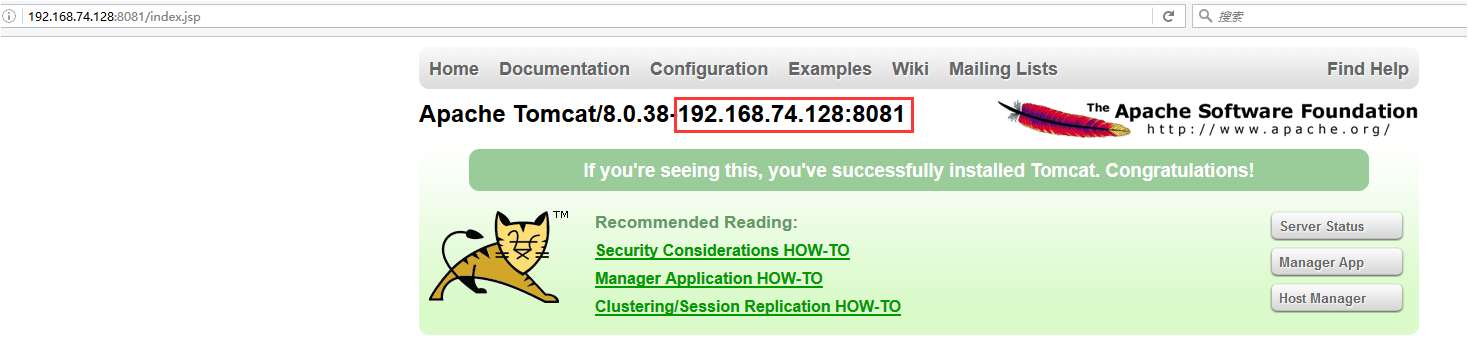 192.168.74.128:8081/index.jsp
搜索
Home Documentation Configuration Examples Wiki Mailing Lists Find Help
Apache Tomcat/8.0.38-192.168.74.128:8081
The Apache Software Foundation
http://www.apache.org/
If you're seeing this, you've successfully installed Tomcat. Congratulations!
TM
Recommended Reading:
Security Considerations HOW-TO
Manager Application HOW-TO
Clustering/Session Replication HOW-TO
Server Status
Manager App
Host Manager